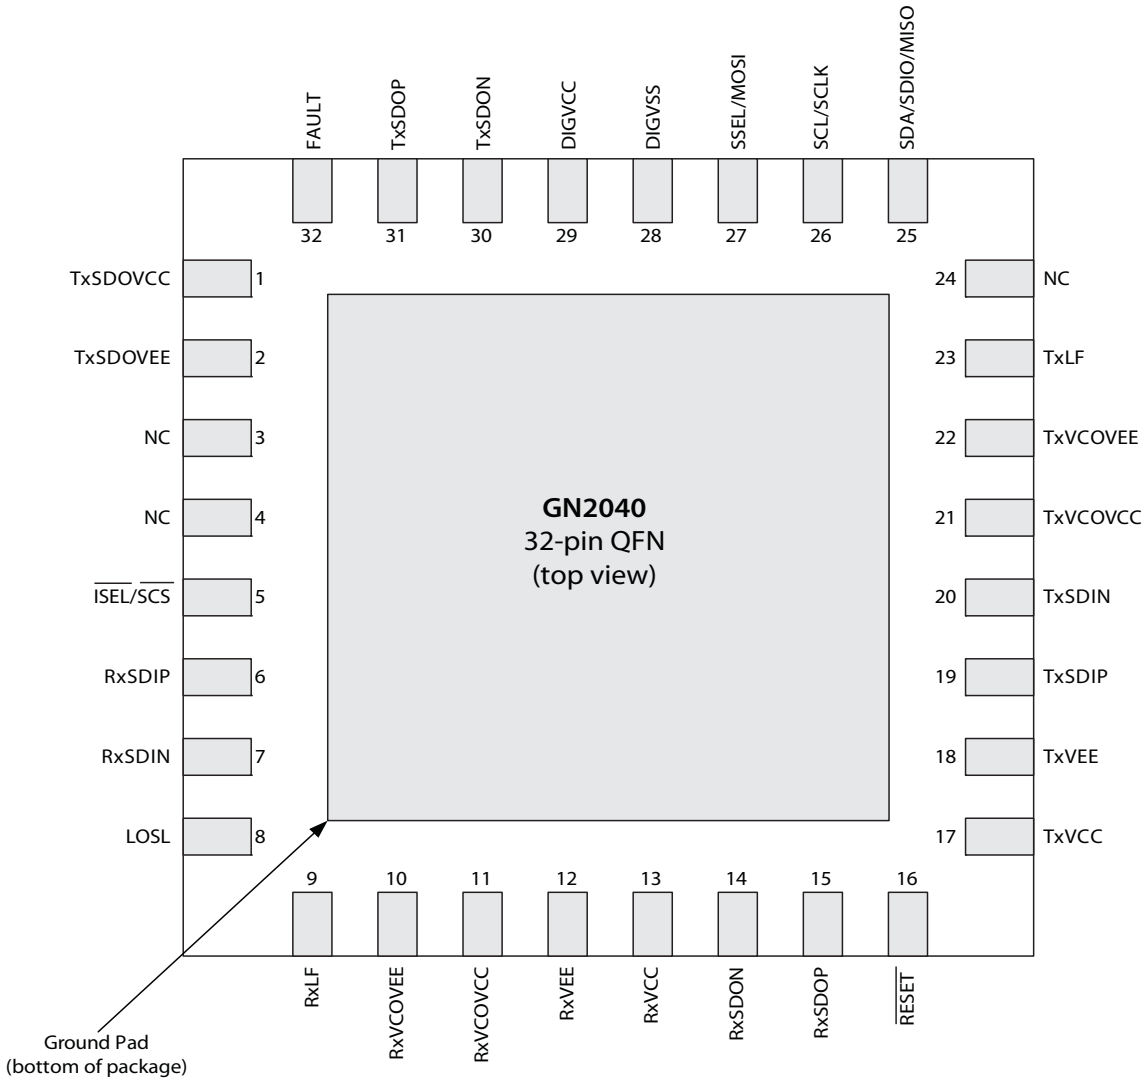 FAULT
TxSDOP
TxSDON
DIGVCC
DIGVSS
SSEL/MOSI
SCL/SCLK
SDA/SDIO/MISO
32
31
30
29
28
27
26
25
TxSDOVCC 1
TxSDOVEE 2
NC 3
NC 4
ISEL/SCS 5
RxSDIP 6
RxSDIN 7
LOSL 8
24 NC
23 TxLF
22 TxVCOVEE
21 TxVCOVCC
20 TxSDIN
19 TxSDIP
18 TxVEE
17 TxVCC
GN2040
32-pin QFN
(top view)
9
10
11
12
13
14
15
16
RxLF
RxVCOVEE
RxVCOVCC
RxVEE
RxVCC
RxSDON
RxSDOP
RESET
Ground Pad
(bottom of package)